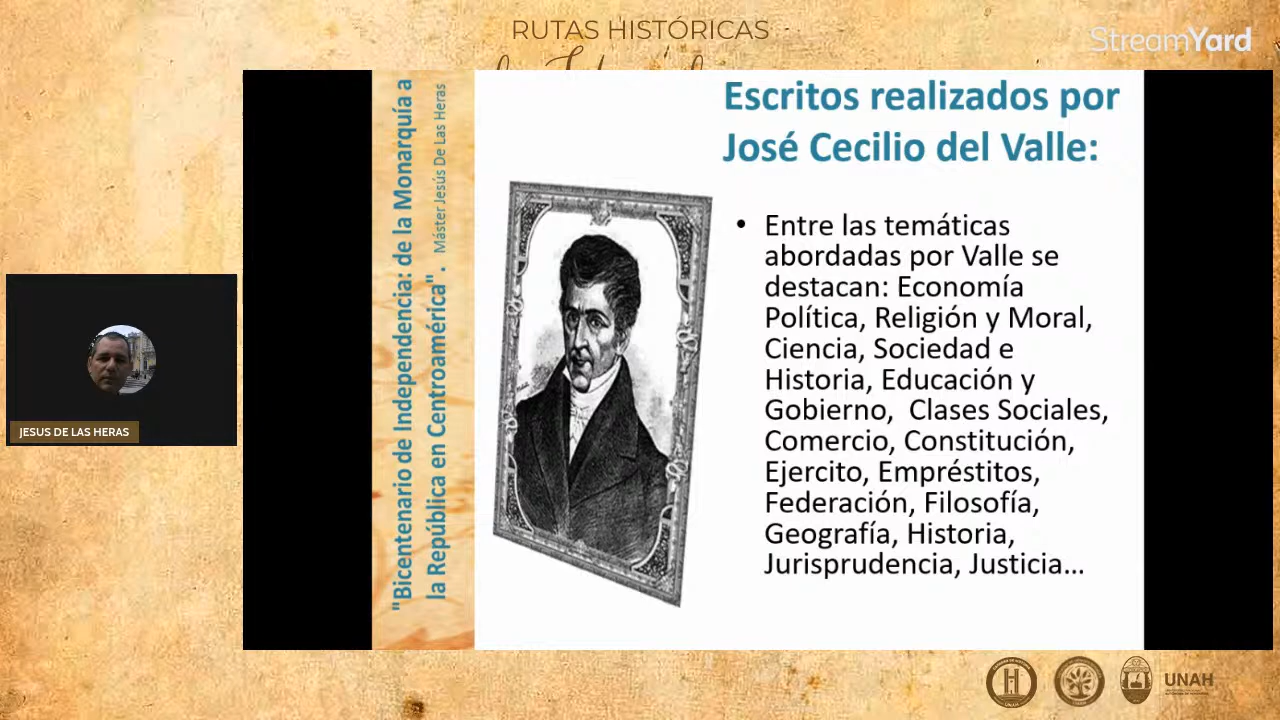 RUTAS HISTÓRICAS
StreamYard
"Bicentenario de Independencia: de la Monarquía a
la República en Centroamérica". Máster Jesús De Las Heras
Escritos realizados por
José Cecilio del Valle:
• Entre las temáticas
abordadas por Valle se
destacan: Economía
Política, Religión y Moral,
Ciencia, Sociedad e
Historia, Educación y
Gobierno, Clases Sociales,
Comercio, Constitución,
Ejercito, Empréstitos,
Federación, Filosofía,
Geografía, Historia,
Jurisprudencia, Justicia...
JESUS DE LAS HERAS
UNAH